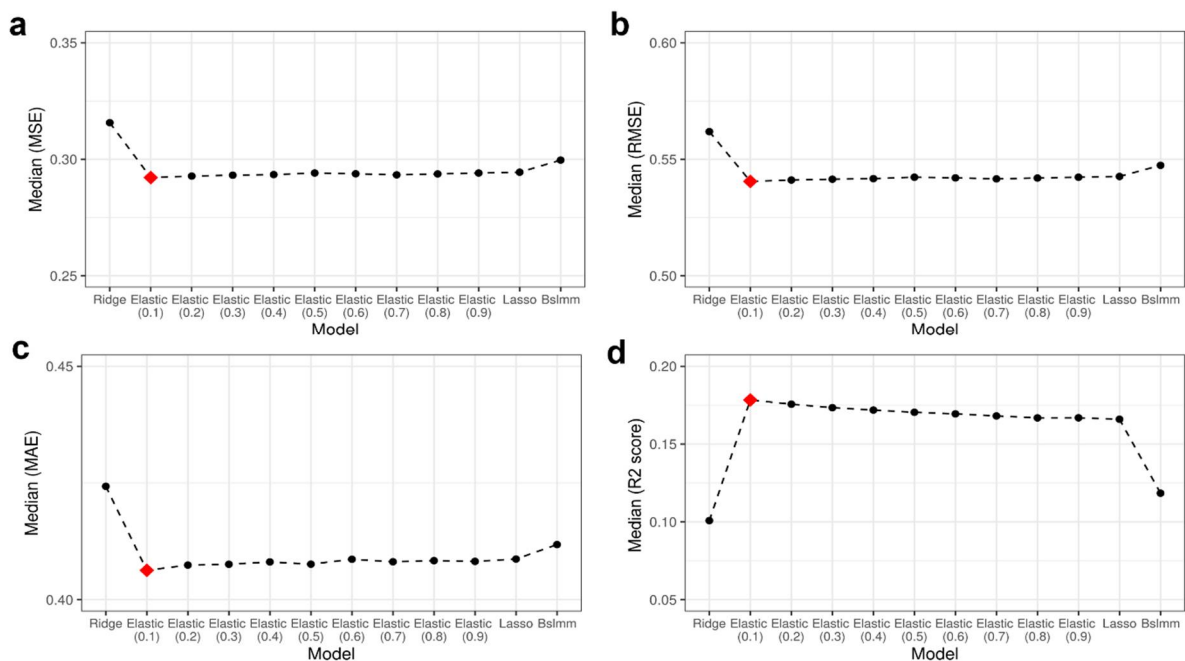 a
Median (MSE)
0.35
0.30
0.25
Ridge Elastic (0.1) Elastic (0.2) Elastic (0.3) Elastic (0.4) Elastic (0.5) Elastic (0.6) Elastic (0.7) Elastic (0.8) Elastic (0.9) Lasso Bslmm
Model
b
Median (RMSE)
0.60
0.55
0.50
Ridge Elastic (0.1) Elastic (0.2) Elastic (0.3) Elastic (0.4) Elastic (0.5) Elastic (0.6) Elastic (0.7) Elastic (0.8) Elastic (0.9) Lasso Bslmm
Model
c
Median (MAE)
0.45
0.40
Ridge Elastic (0.1) Elastic (0.2) Elastic (0.3) Elastic (0.4) Elastic (0.5) Elastic (0.6) Elastic (0.7) Elastic (0.8) Elastic (0.9) Lasso Bslmm
Model
d
Median (R2 score)
0.20
0.15
0.10
0.05
Ridge Elastic (0.1) Elastic (0.2) Elastic (0.3) Elastic (0.4) Elastic (0.5) Elastic (0.6) Elastic (0.7) Elastic (0.8) Elastic (0.9) Lasso Bslmm
Model